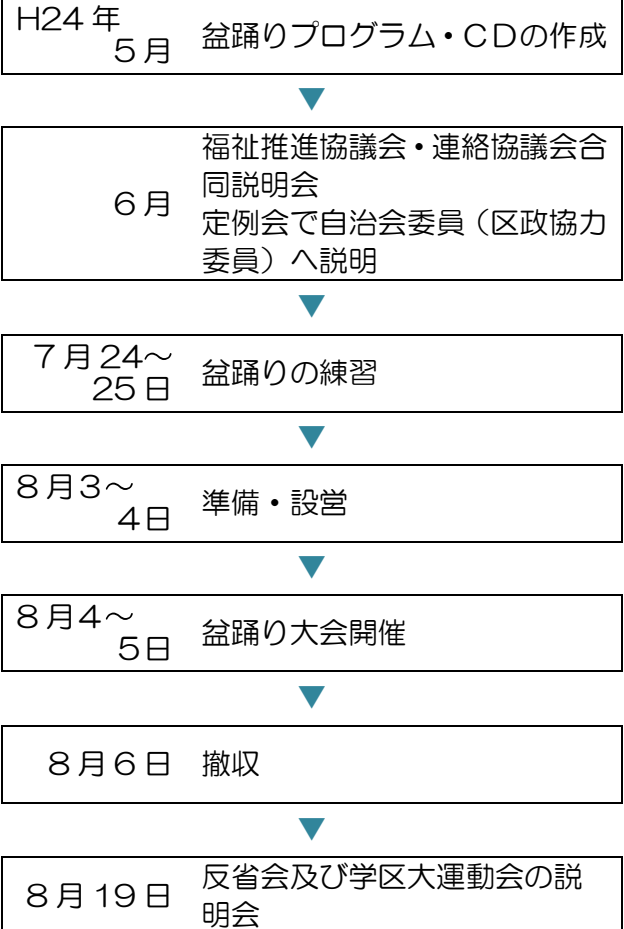 H24年
5月 盆踊りプログラム・CDの作成
▼
6月 福祉推進協議会・連絡協議会合
同説明会
定例会で自治会委員（区政協力
委員）へ説明
▼
7月24～
25日 盆踊りの練習
▼
8月3～
4日 準備・設営
▼
8月4～
5日 盆踊り大会開催
▼
8月6日 撤収
▼
8月19日 反省会及び学区大運動会の説
明会